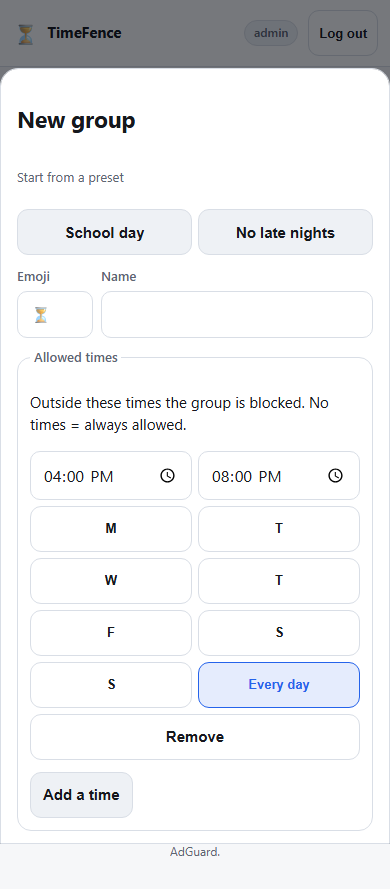 TimeFence
admin
Log out
New group
Start from a preset
School day
No late nights
Emoji
Name
Allowed times
Outside these times the group is blocked. No
times = always allowed.
04:00 PM
08:00 PM
M
T
W
T
F
S
S
Every day
Remove
Add a time
AdGuard.